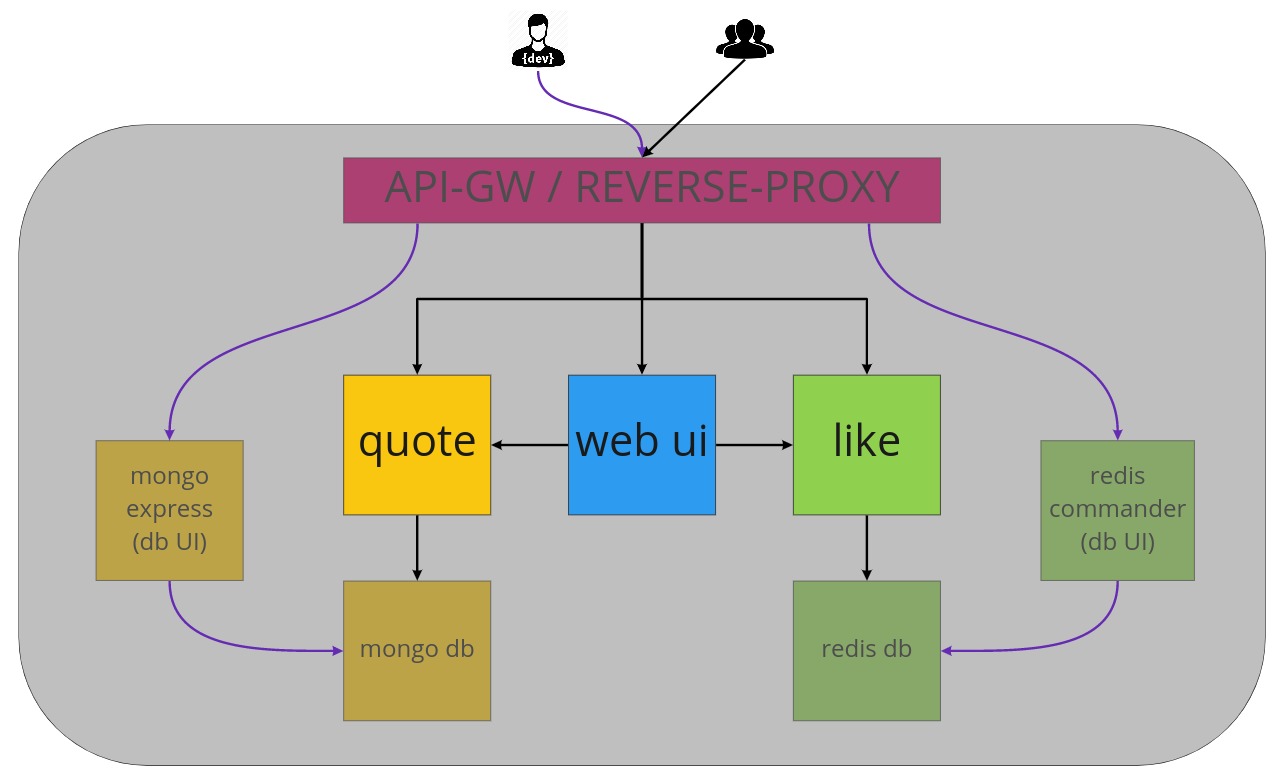 {dev}
API-GW / REVERSE-PROXY
quote
web ui
like
mongo
express
(db UI)
redis
commander
(db UI)
mongo db
redis db